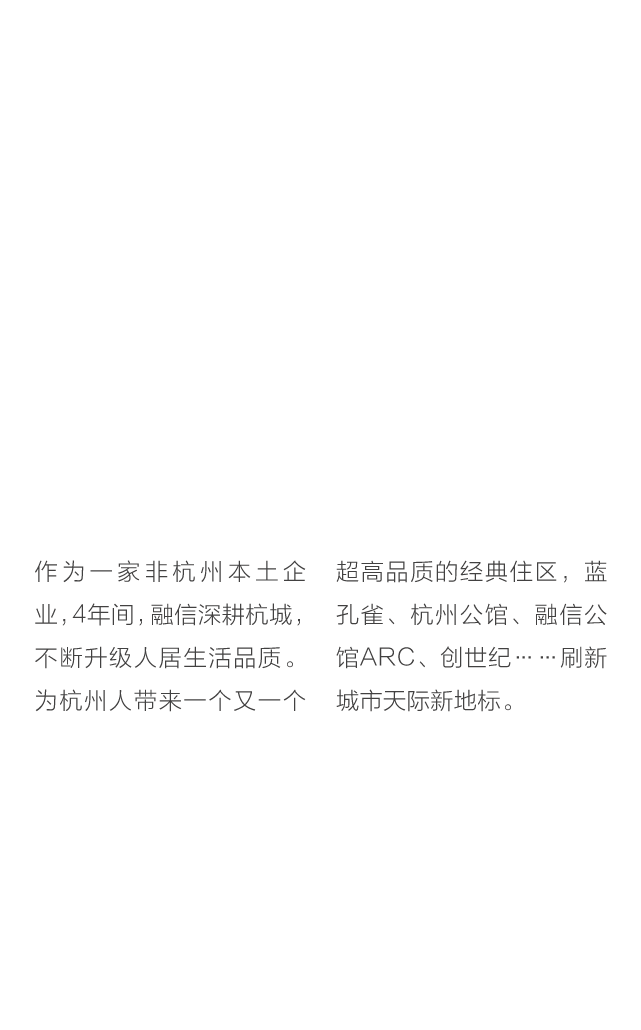 作为一家非杭州本土企
业，4年间，融信深耕杭城，
不断升级人居生活品质。
为杭州人带来一个又一个
超高品质的经典住区，蓝
孔雀、杭州公馆、融信公
馆ARC、创世纪……刷新
城市天际新地标。